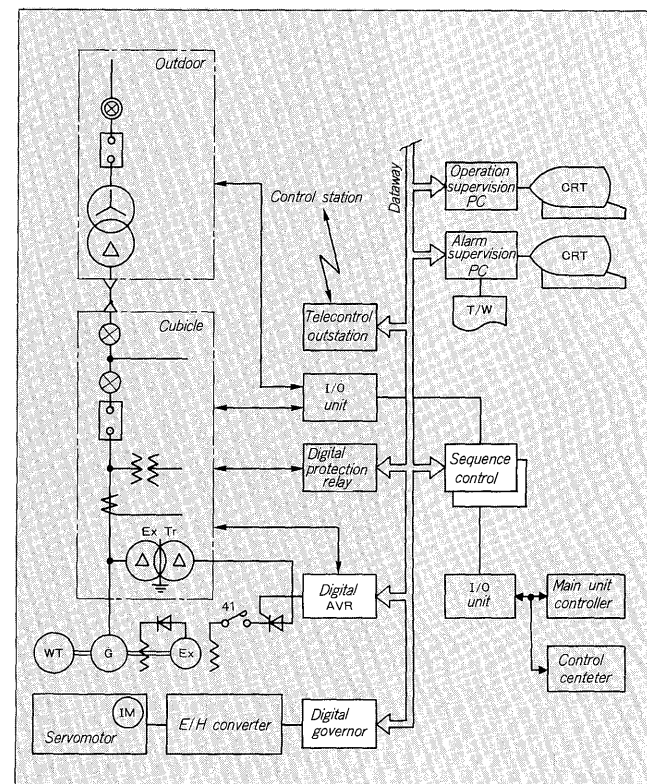 Outdoor
Control station
Dataway
Operation
supervision
PC
CRT
Alarm
supervision
PC
CRT
T/W
Telecontrol
outstation
Cubicle
I/O
unit
Digital
protection
relay
Sequence
control
Ex Tr
41
Digital
AVR
I/O
unit
Main unit
controller
Control
centeter
WT
G
Ex
IM
Servomotor
E/H converter
Digital
governor